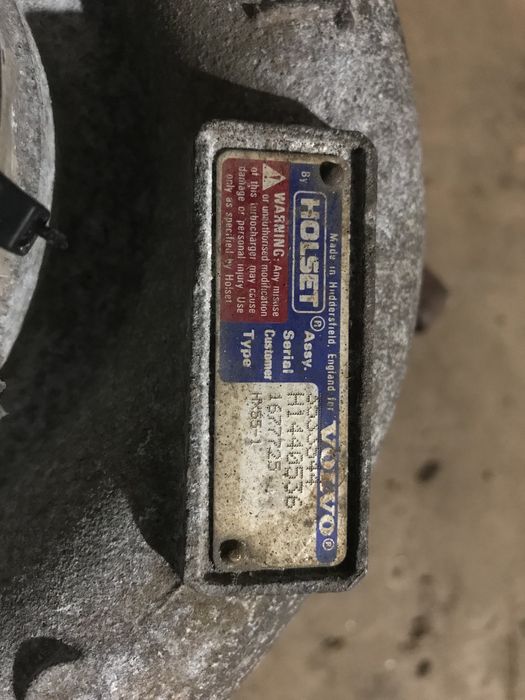 Made in Huddersfield, England for VOLVO®
By HOLSET®
WARNING: Any misuse
or unauthorised modification
of this turbocharger may cause
damage or personal injury. Use
only as specified by Holset
Assy.
Serial H1440536
Customer 1677725
Type HX55-1